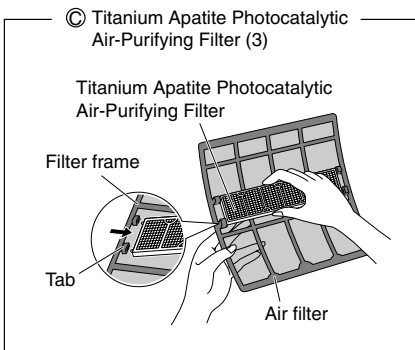 Ⓒ Titanium Apatite Photocatalytic
Air-Purifying Filter (3)
Titanium Apatite Photocatalytic
Air-Purifying Filter
Filter frame
Tab
Air filter